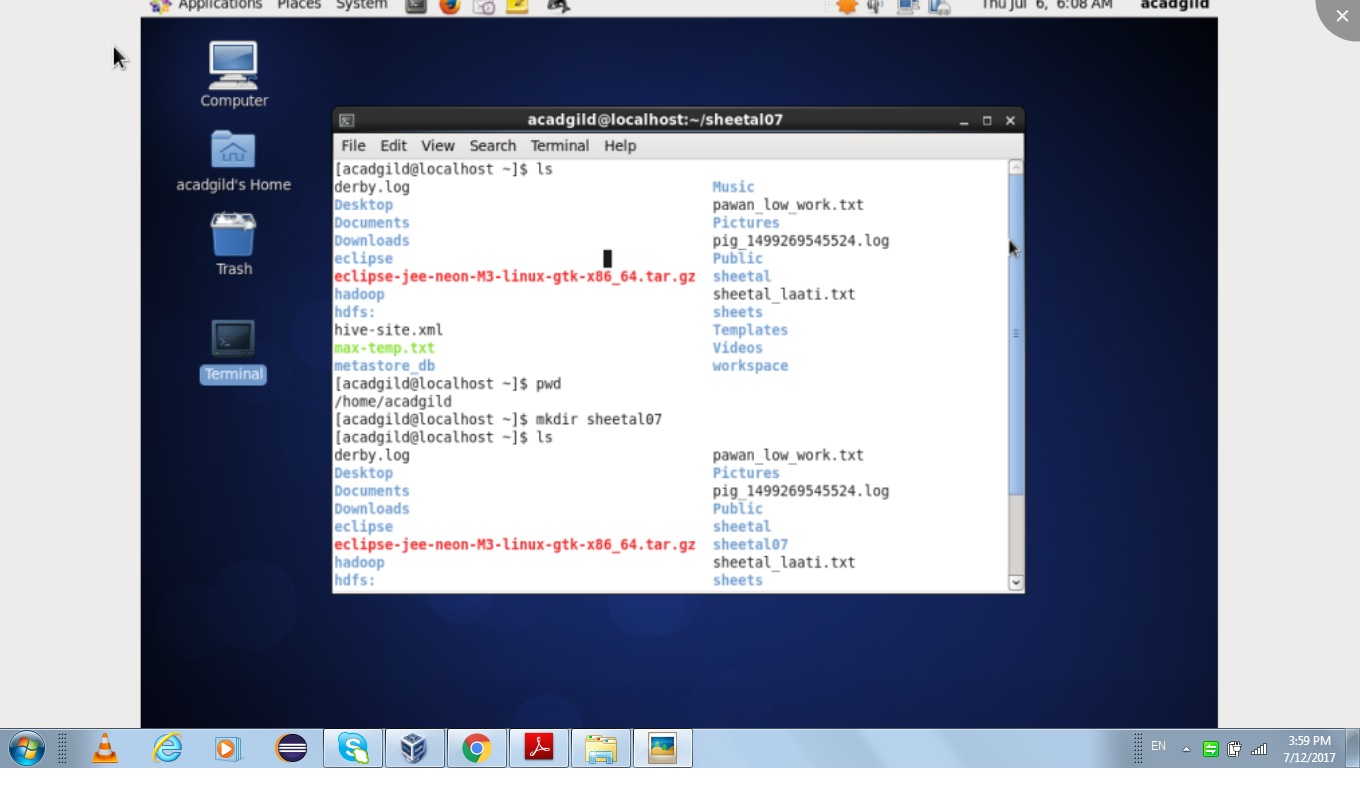 Applications Places System
Thu Jul 6, 6:08 AM acadgild
Computer
acadgild's Home
Trash
Terminal
acadgild@localhost:~/sheetal07
File Edit View Search Terminal Help
[acadgild@localhost ~]$ ls
derby.log Music
Desktop pawan_low_work.txt
Documents Pictures
Downloads pig_1499269545524.log
eclipse Public
eclipse-jee-neon-M3-linux-gtk-x86_64.tar.gz sheetal
hadoop sheetal_laati.txt
hdfs: sheets
hive-site.xml Templates
max-temp.txt Videos
metastore_db workspace
[acadgild@localhost ~]$ pwd
/home/acadgild
[acadgild@localhost ~]$ mkdir sheetal07
[acadgild@localhost ~]$ ls
derby.log pawan_low_work.txt
Desktop Pictures
Documents pig_1499269545524.log
Downloads Public
eclipse sheetal
eclipse-jee-neon-M3-linux-gtk-x86_64.tar.gz sheetal07
hadoop sheetal_laati.txt
hdfs: sheets
EN
3:59 PM
7/12/2017